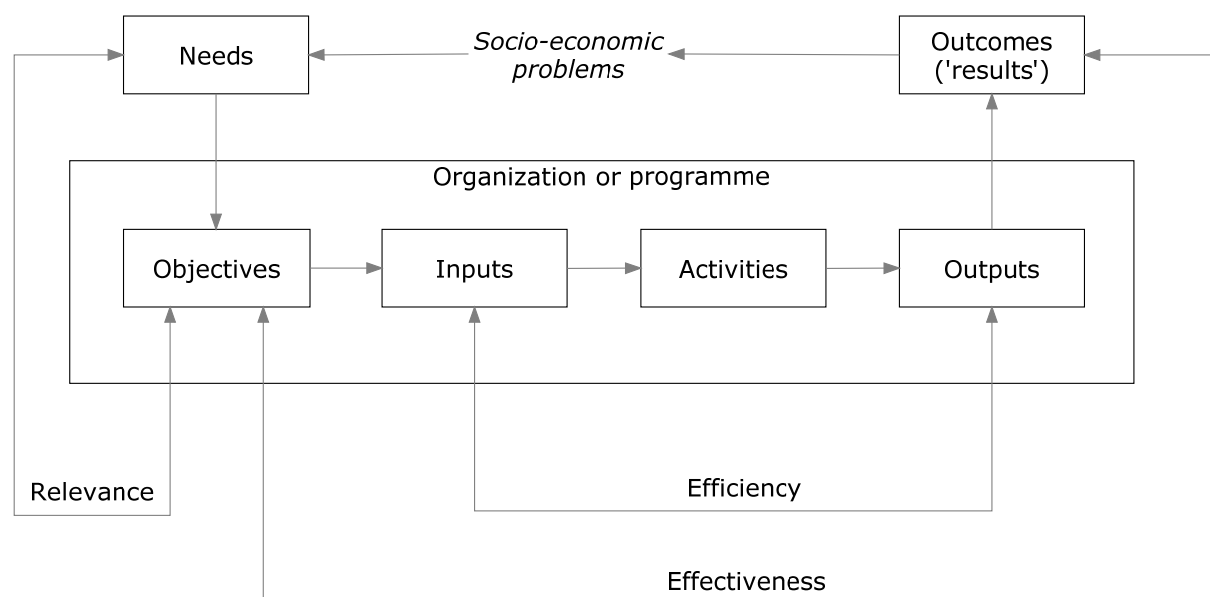 Needs
Socio-economic
problems
Outcomes
('results')
Organization or programme
Objectives
Inputs
Activities
Outputs
Relevance
Efficiency
Effectiveness